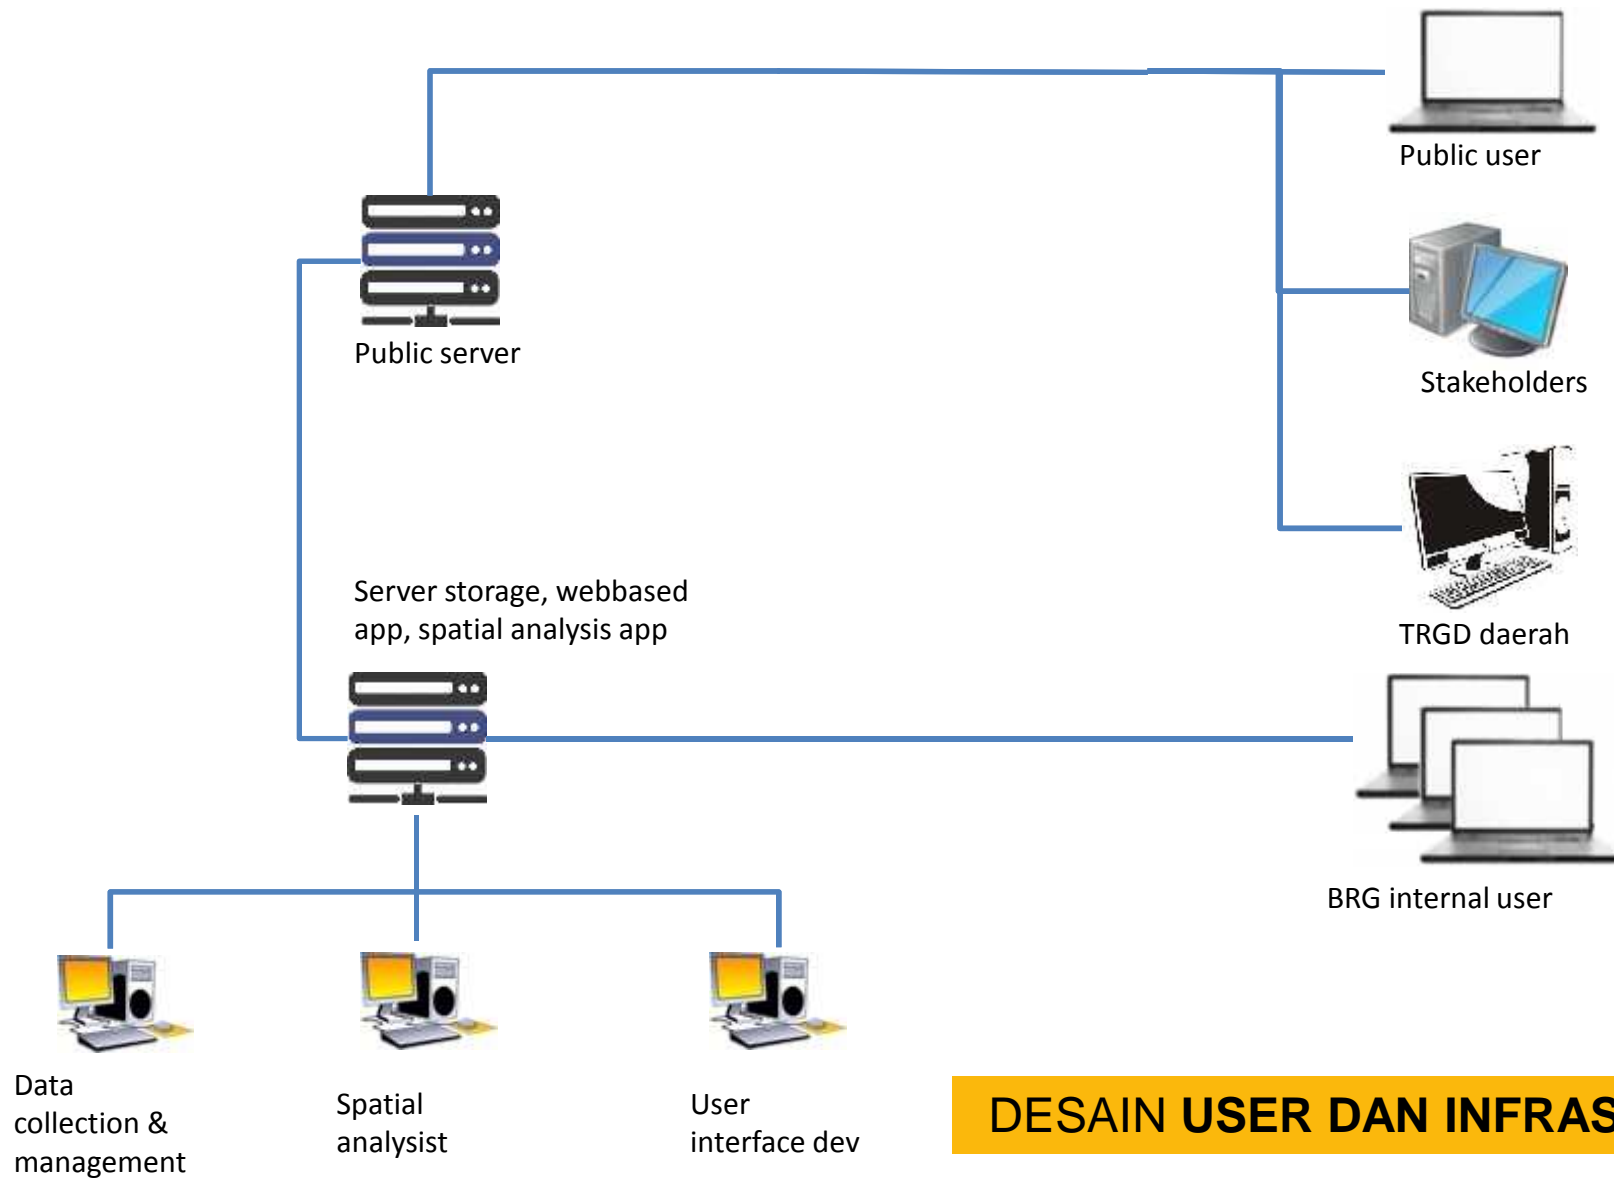 Public user
Public server
Stakeholders
Server storage, webbased
app, spatial analysis app
TRGD daerah
BRG internal user
Data
collection &
management
Spatial
analysist
User
interface dev
DESAIN USER DAN INFRAS